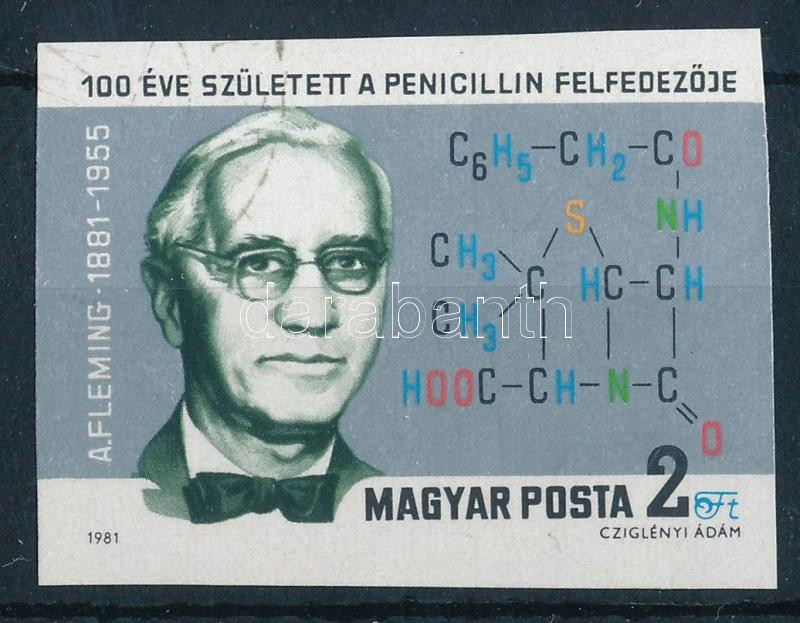 100 ÉVE SZÜLETETT A PENICILLIN FELFEDEZŐJE
A.FLEMING · 1881-1955
C6H5-CH2-CO
S NH
CH3
C HC-CH
CH3
HOOC-CH-N-C
O
darabanth
MAGYAR POSTA 2 Ft
1981 CZIGLÉNYI ÁDÁM